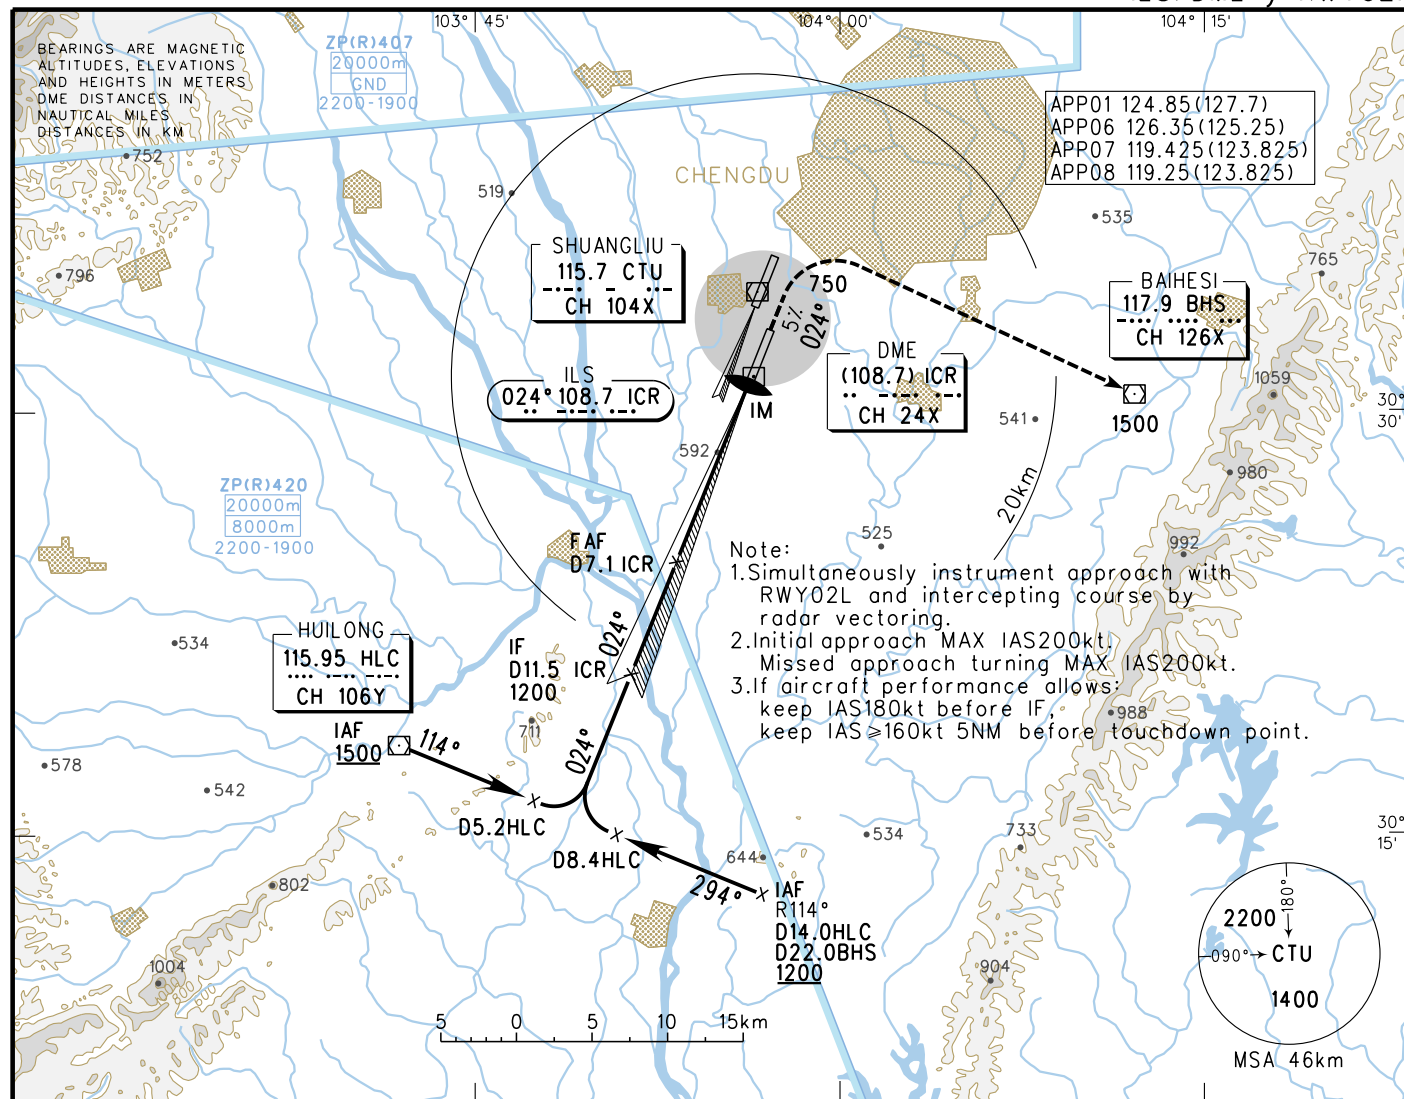 103° 45'
104° 00'
104° 15'
BEARINGS ARE MAGNETIC
ALTITUDES, ELEVATIONS
AND HEIGHTS IN METERS
DME DISTANCES IN
NAUTICAL MILES
DISTANCES IN KM
ZP(R)407
20000m
GND
2200-1900
APP01 124.85(127.7)
APP06 126.35(125.25)
APP07 119.425(123.825)
APP08 119.25(123.825)
752
519
CHENGDU
535
796
765
SHUANGLIU
115.7 CTU
CH 104X
750
5%
024°
BAIHESI
117.9 BHS
CH 126X
ILS
024° 108.7 ICR
DME
(108.7) ICR
CH 24X
IM
1500
1059
30°
30'
541
592
980
20km
ZP(R)420
20000m
8000m
2200-1900
525
992
FAF
D7.1 ICR
Note:
1.Simultaneously instrument approach with
RWY02L and intercepting course by
radar vectoring.
2.Initial approach MAX IAS200kt.
Missed approach turning MAX IAS200kt.
3.If aircraft performance allows:
keep IAS180kt before IF,
keep IAS≥160kt 5NM before touchdown point.
534
HUILONG
115.95 HLC
CH 106Y
IF
D11.5 ICR
1200
024°
711
988
IAF
1500
114°
024°
578
542
D5.2HLC
D8.4HLC
534
733
30°
15'
644
294°
IAF
R114°
D14.0HLC
D22.0BHS
1200
802
1004
1000
800
600
904
2200
180°
090°
CTU
1400
MSA 46km
5 0 5 10 15km